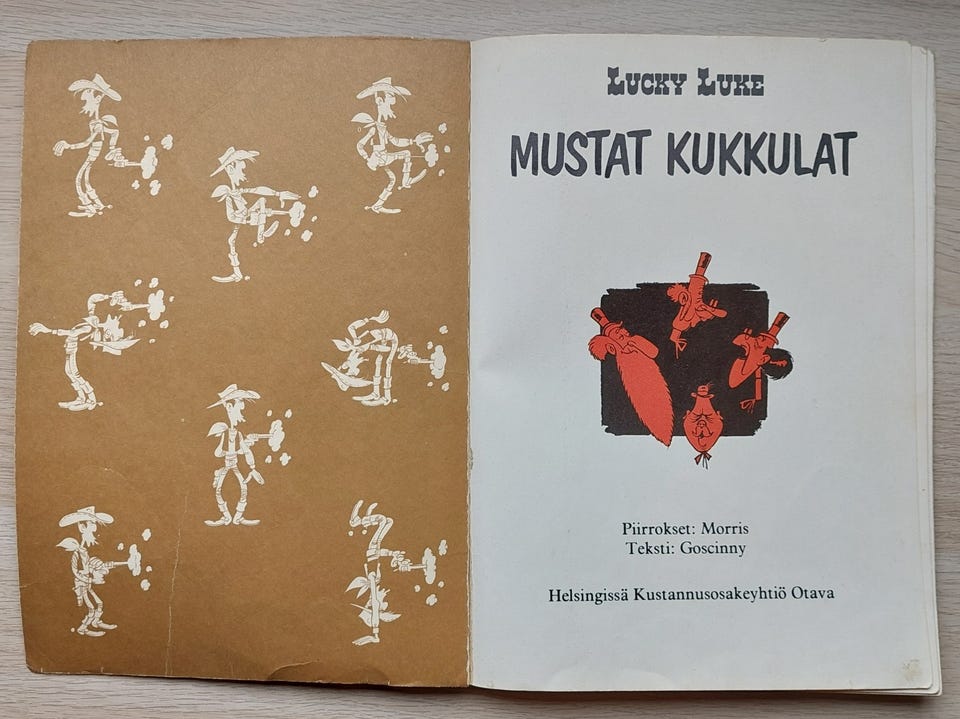 LUCKY LUKE
MUSTAT KUKKULAT
Piirrokset: Morris
Teksti: Goscinny
Helsingissä Kustannusosakeyhtiö Otava